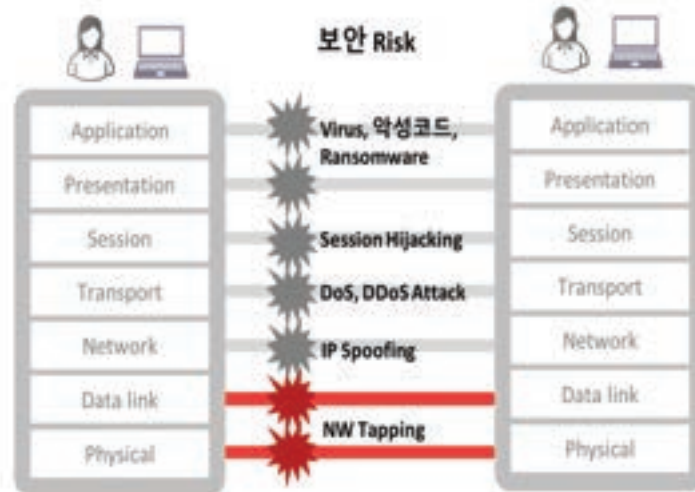 보안 Risk
Application
Virus, 악성코드,
Application
Ransomware
Presentation
Presentation
Session
Session Hijacking
Session
Transport
DoS, DDoS Attack
Transport
Network
IP Spoofing
Network
Data link
Data link
NW Tapping
Physical
Physical